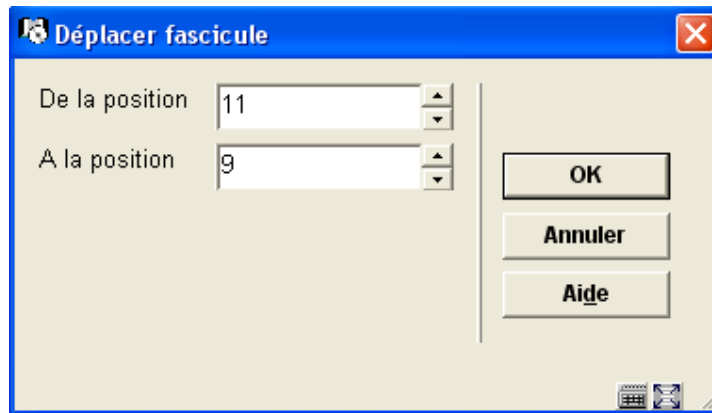 Déplacer fascicule
De la position 11
A la position 9
OK
Annuler
Aide